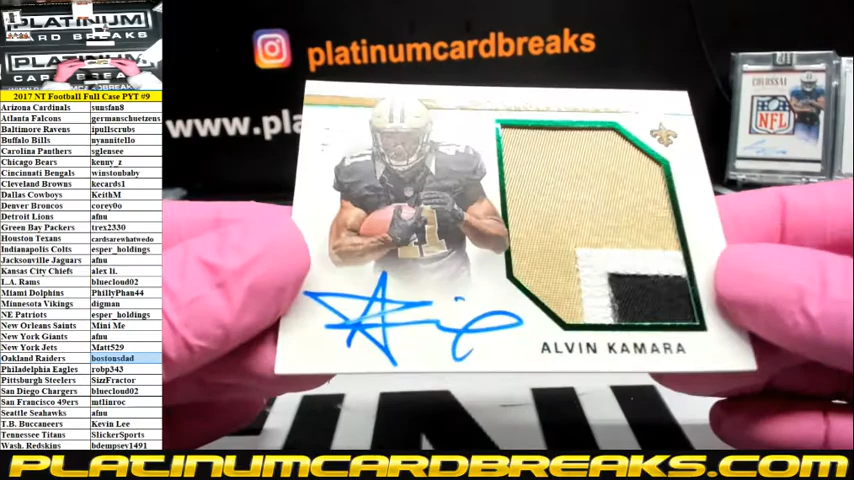 PLATINUM
CARD BREAKS
PLATINUM
CARDBREAKS
2017 NT Football Full Case PYT #9
Arizona Cardinals sunsfan8
Atlanta Falcons germanschuetzens
Baltimore Ravens ipullscrubs
Buffalo Bills nyannitello
Carolina Panthers sglensee
Chicago Bears kenny_z
Cincinnati Bengals winstonbaby
Cleveland Browns kecards1
Dallas Cowboys KeithM
Denver Broncos corey0o
Detroit Lions afnu
Green Bay Packers trex2330
Houston Texans cardsarewhatwedo
Indianapolis Colts esper_holdings
Jacksonville Jaguars afnu
Kansas City Chiefs alex li.
L.A. Rams bluecloud02
Miami Dolphins PhillyPhan44
Minnesota Vikings digman
NE Patriots esper_holdings
New Orleans Saints Mini Me
New York Giants afnu
New York Jets Matt529
Oakland Raiders bostonsdad
Philadelphia Eagles robp343
Pittsburgh Steelers SizzFractor
San Diego Chargers bluecloud02
San Francisco 49ers mtlinroc
Seattle Seahawks afnu
T.B. Buccaneers Kevin Lee
Tennessee Titans SlickerSports
Wash. Redskins bdempsey1491
platinumcardbreaks
www.pla
COLOSSAL
NFL
41
ALVIN KAMARA
PLATINUMCARDBREAKS.COM